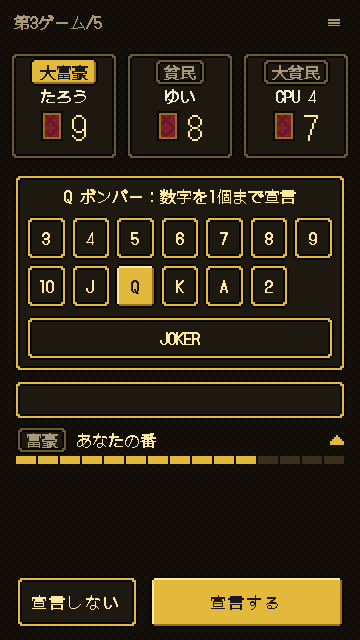 第3ゲーム/5
大富豪 貧民 大貧民
たろう ゆい CPU 4
9 8 7
Q ボンバー：数字を1個まで宣言
3 4 5 6 7 8 9
10 J Q K A 2
JOKER
富豪 あなたの番
宣言しない 宣言する